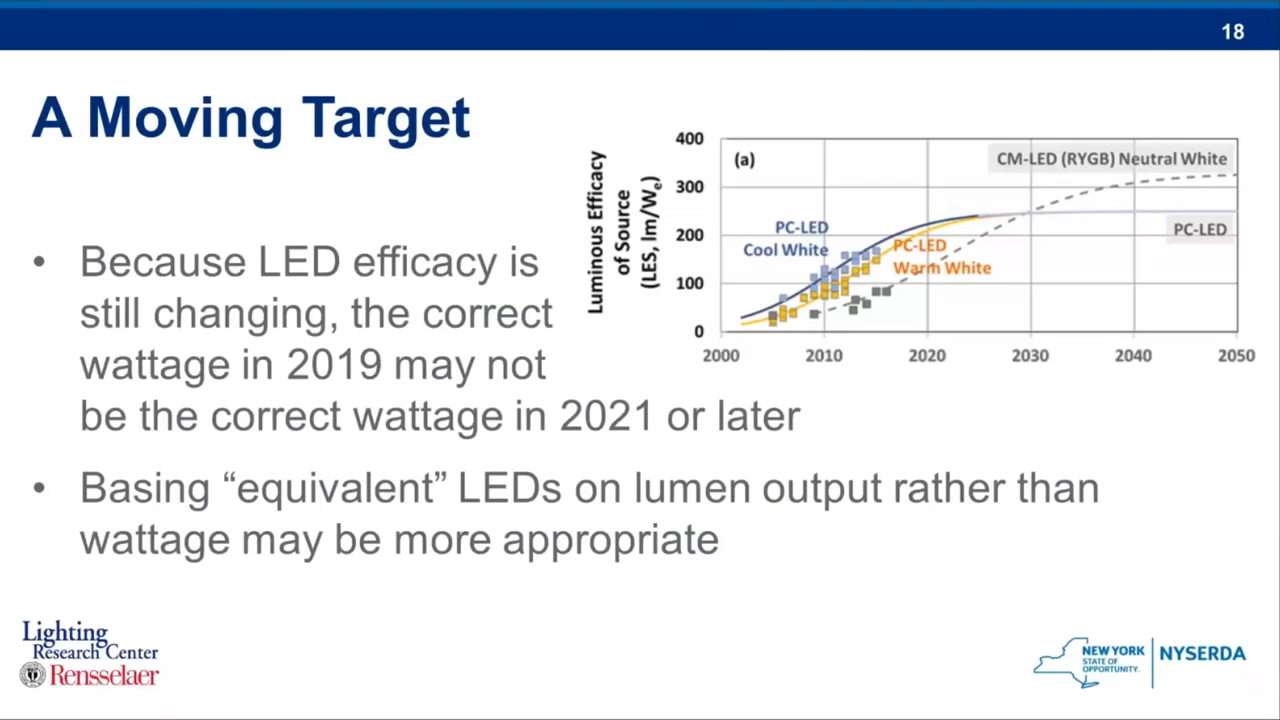 18
A Moving Target
• Because LED efficacy is
still changing, the correct
wattage in 2019 may not
be the correct wattage in 2021 or later
• Basing “equivalent” LEDs on lumen output rather than
wattage may be more appropriate
Luminous Efficacy
of Source
(LES, lm/We)
400
300
200
100
0
2000 2010 2020 2030 2040 2050
(a)
CM-LED (RYGB) Neutral White
PC-LED
Cool White
PC-LED
Warm White
PC-LED
Lighting
Research Center
Rensselaer
NEW YORK
STATE OF
OPPORTUNITY.
NYSERDA